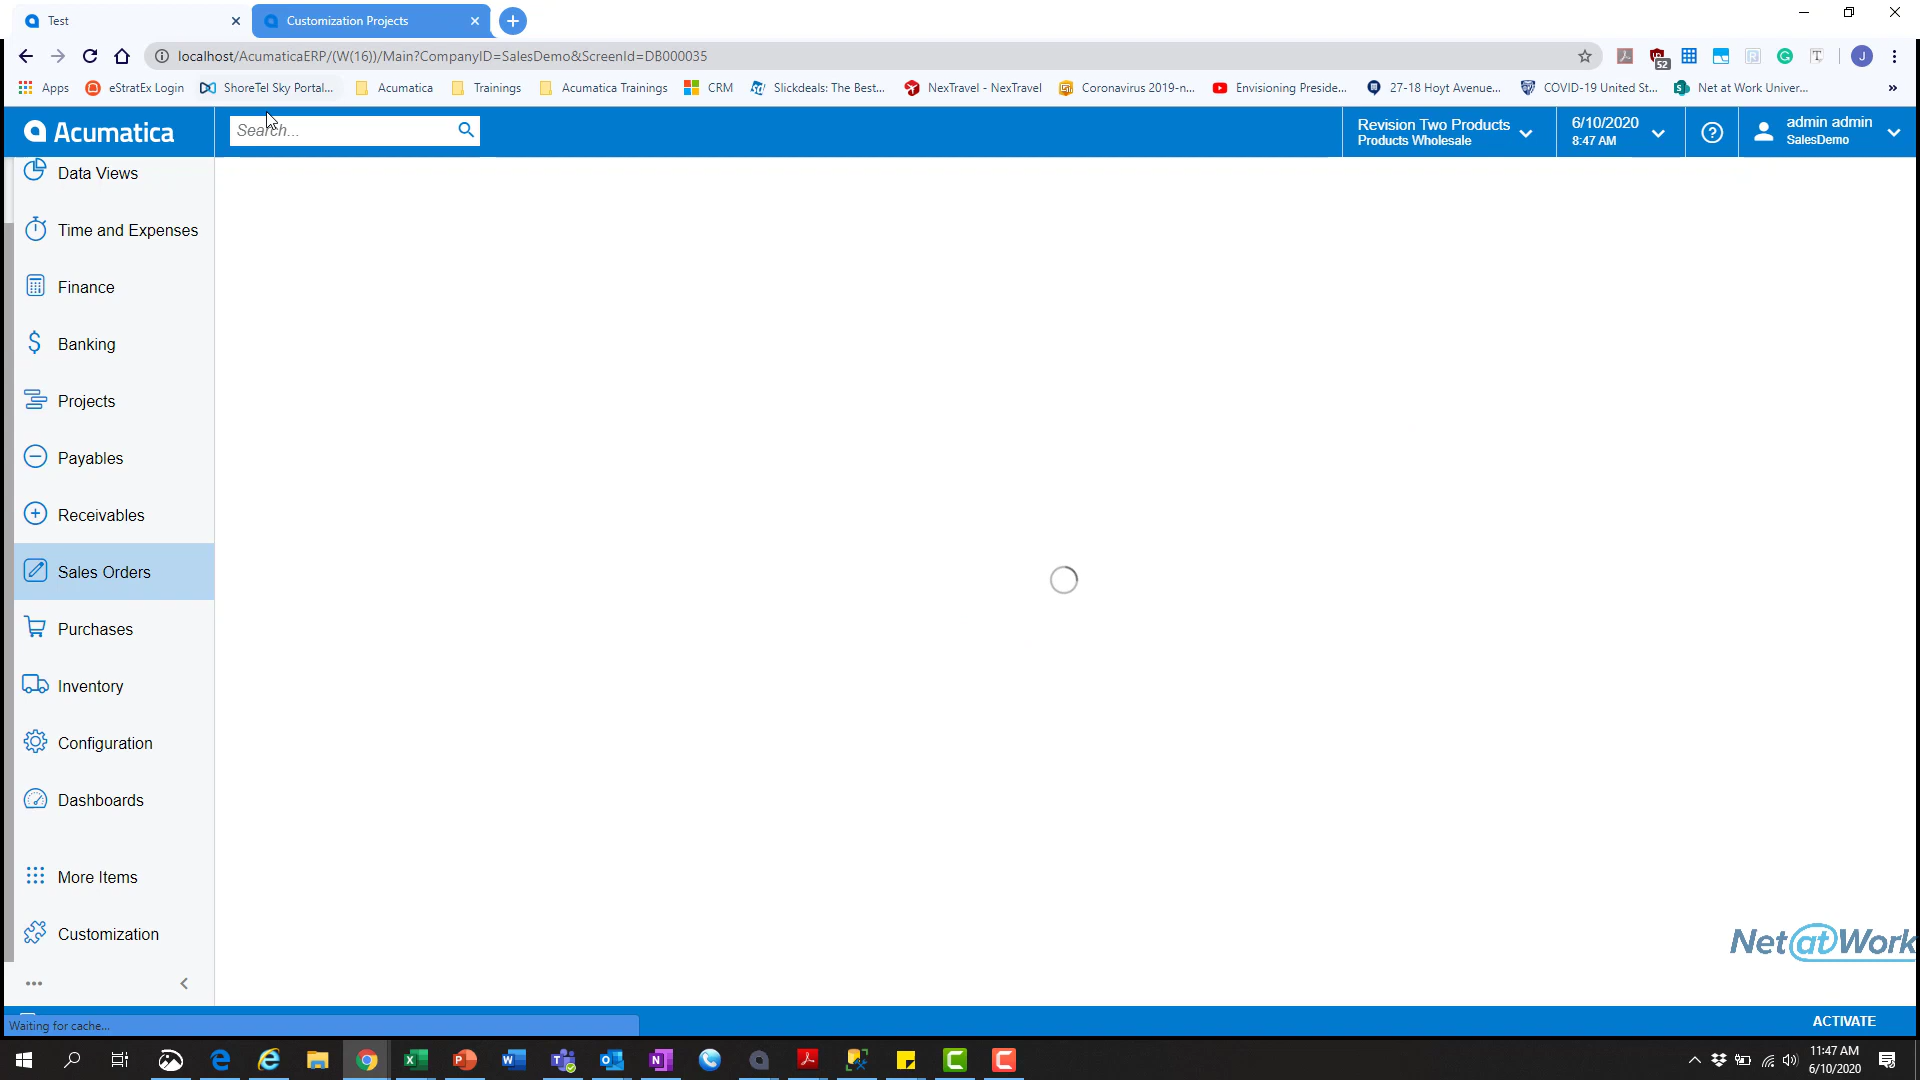 Test
Customization Projects
localhost/AcumaticaERP/(W(16))/Main?CompanyID=SalesDemo&ScreenId=DB000035
52
J
Apps
eStratEx Login
ShoreTel Sky Portal...
Acumatica
Trainings
Acumatica Trainings
CRM
Slickdeals: The Best...
NexTravel - NexTravel
Coronavirus 2019-n...
Envisioning Preside...
27-18 Hoyt Avenue...
COVID-19 United St...
Net at Work Univer...
»
Acumatica
Search...
Revision Two Products
Products Wholesale
6/10/2020
8:47 AM
admin admin
SalesDemo
Data Views
Time and Expenses
Finance
Banking
Projects
Payables
Receivables
Sales Orders
Purchases
Inventory
Configuration
Dashboards
More Items
Customization
Net at Work
Waiting for cache...
ACTIVATE
11:47 AM
6/10/2020